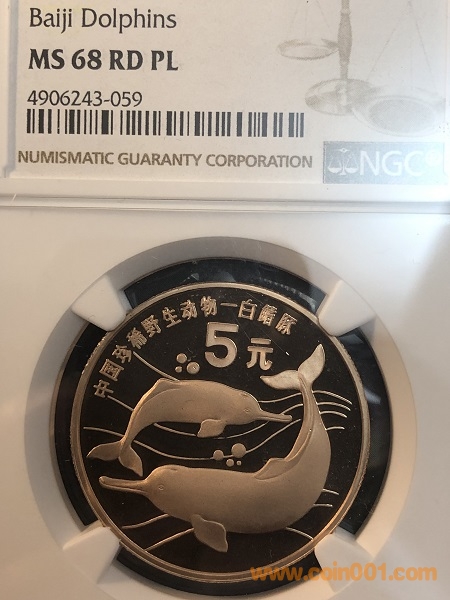 Baiji Dolphins
MS 68 RD PL
4906243-059
NUMISMATIC GUARANTY CORPORATION
NGC
中国珍稀野生动物—白鱀豚
5元
www.coin001.com